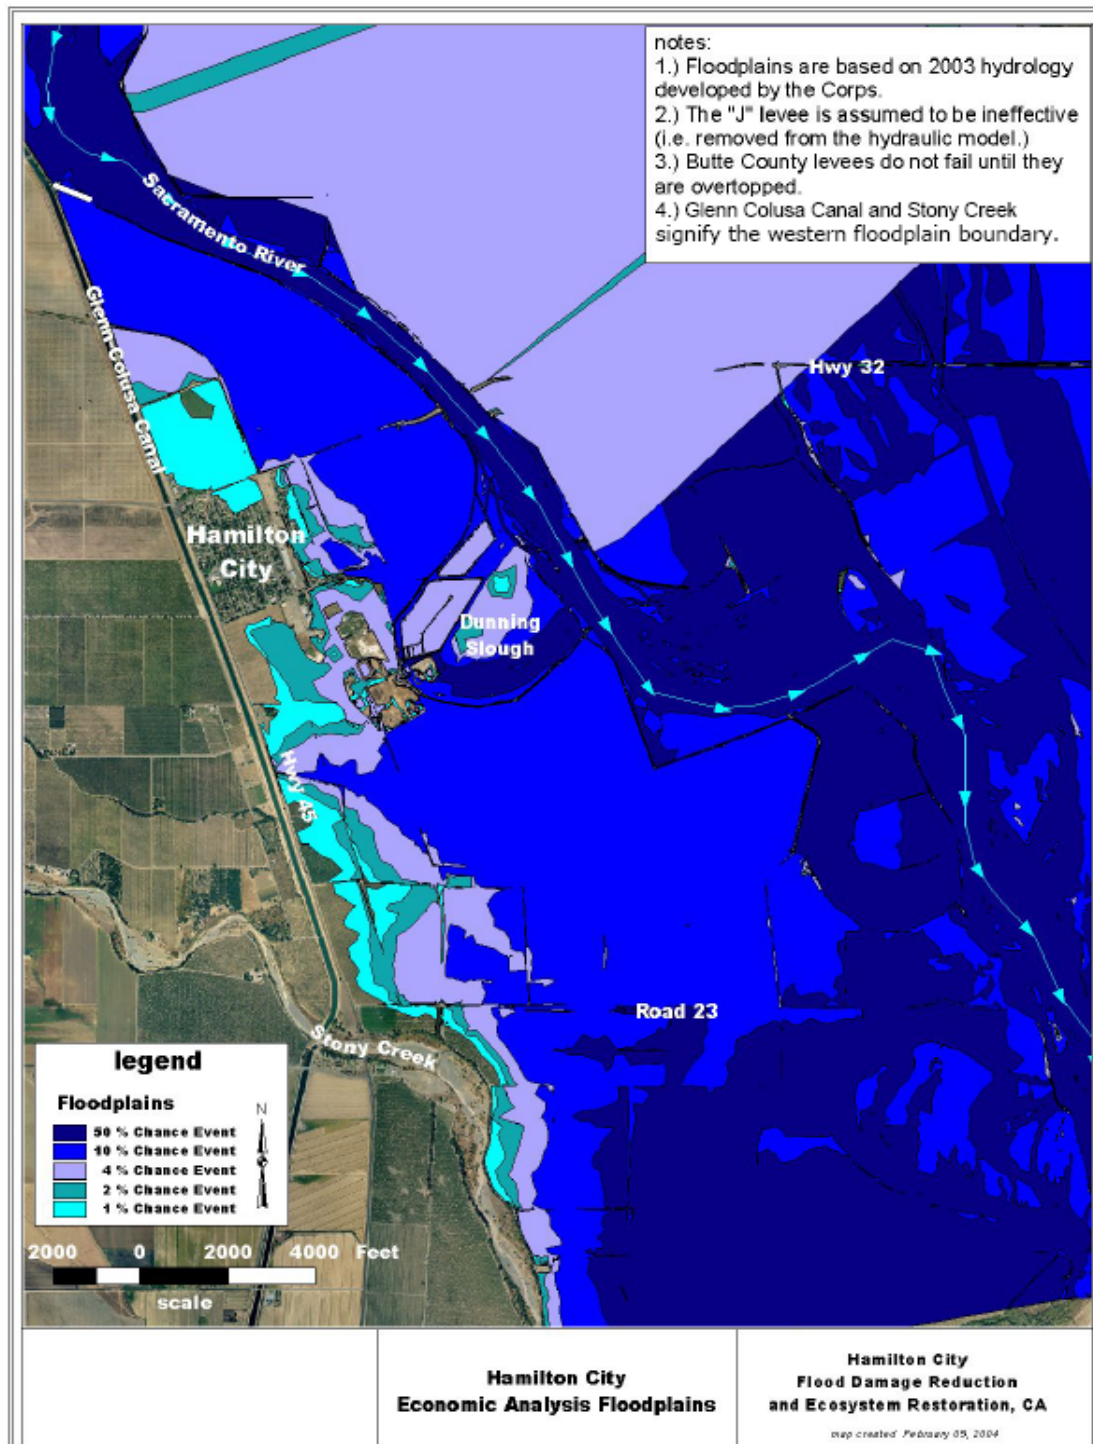 notes:
1.) Floodplains are based on 2003 hydrology
developed by the Corps.
2.) The "J" levee is assumed to be ineffective
(i.e. removed from the hydraulic model.)
3.) Butte County levees do not fail until they
are overtopped.
4.) Glenn Colusa Canal and Stony Creek
signify the western floodplain boundary.
Sacramento River
Glenn-Colusa Canal
Hwy 32
Hamilton
City
Dunning
Slough
Hwy 45
Road 23
Stony Creek
legend
Floodplains
N
50 % Chance Event
10 % Chance Event
4 % Chance Event
2 % Chance Event
1 % Chance Event
2000 0 2000 4000 Feet
scale
Hamilton City
Economic Analysis Floodplains
Hamilton City
Flood Damage Reduction
and Ecosystem Restoration, CA
map created February 05, 2004